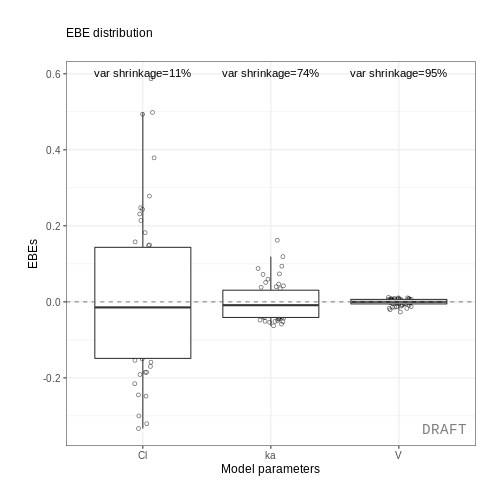 EBE distribution
var shrinkage=11% var shrinkage=74% var shrinkage=95%
0.6
0.4
0.2
0.0
-0.2
EBEs
DRAFT
Cl ka V
Model parameters